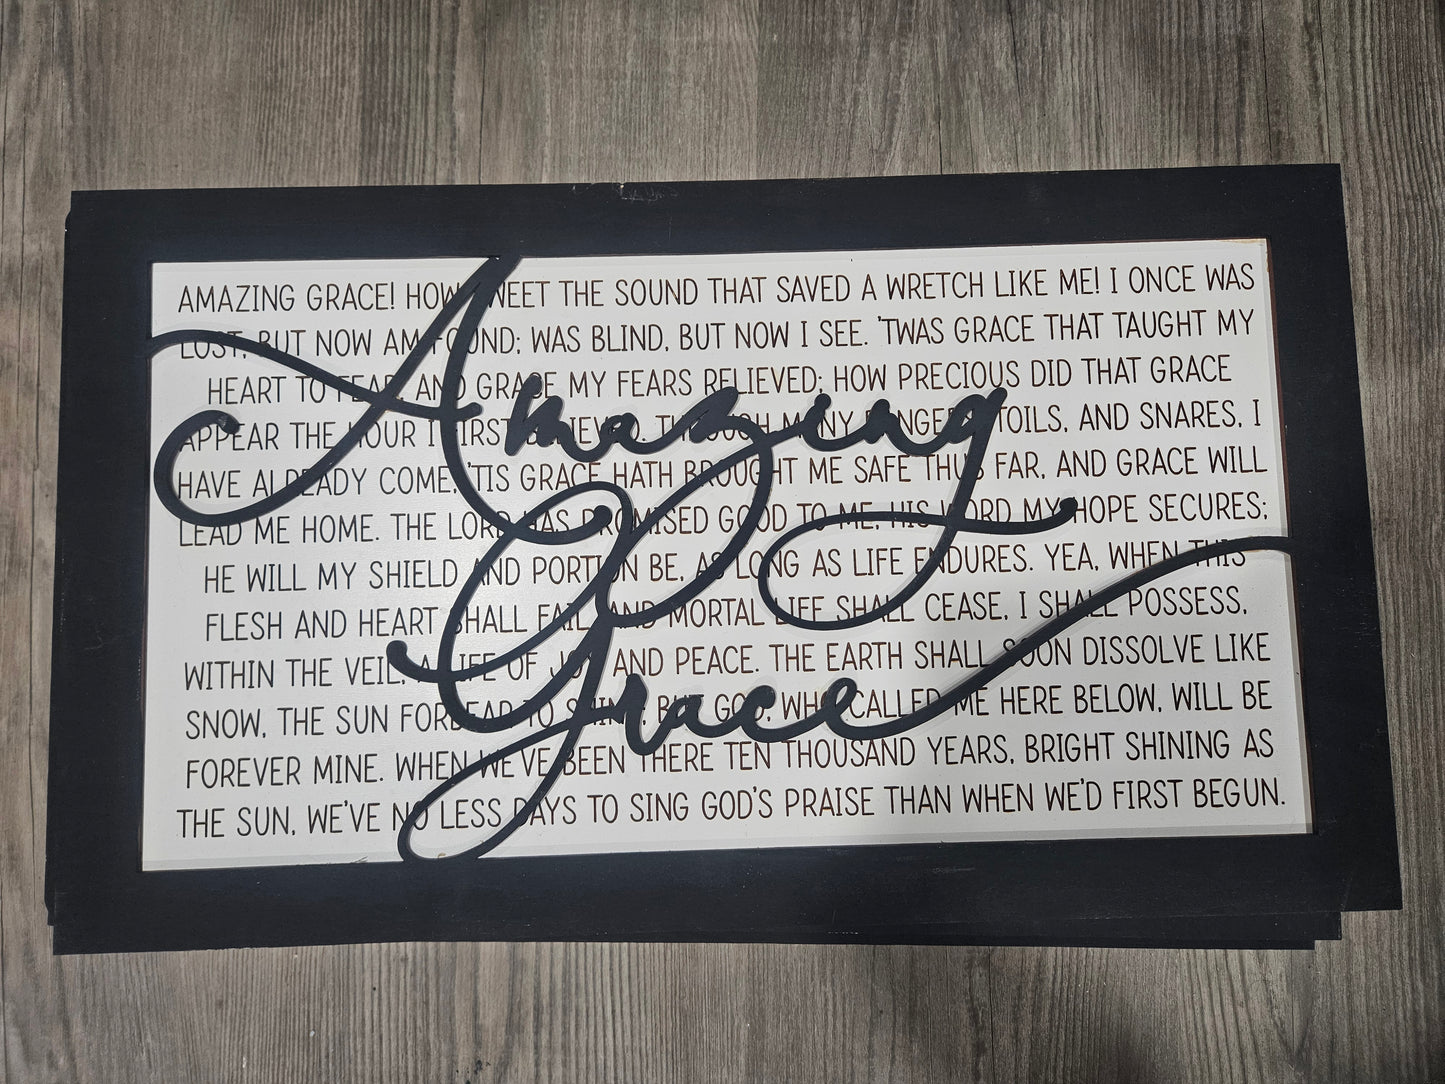 AMAZING GRACE! HOW SWEET THE SOUND THAT SAVED A WRETCH LIKE ME! I ONCE WAS
LOST, BUT NOW AM FOUND; WAS BLIND, BUT NOW I SEE. 'TWAS GRACE THAT TAUGHT MY
HEART TO FEAR, AND GRACE MY FEARS RELIEVED; HOW PRECIOUS DID THAT GRACE
APPEAR THE HOUR I FIRST BELIEVED. THROUGH MANY DANGERS, TOILS, AND SNARES, I
HAVE ALREADY COME, 'TIS GRACE HATH BROUGHT ME SAFE THUS FAR, AND GRACE WILL
LEAD ME HOME. THE LORD HAS PROMISED GOOD TO ME, HIS WORD MY HOPE SECURES;
HE WILL MY SHIELD AND PORTION BE, AS LONG AS LIFE ENDURES. YEA, WHEN THIS
FLESH AND HEART SHALL FAIL, AND MORTAL LIFE SHALL CEASE, I SHALL POSSESS,
WITHIN THE VEIL, A LIFE OF JOY AND PEACE. THE EARTH SHALL SOON DISSOLVE LIKE
SNOW, THE SUN FORBEAR TO SHINE, BUT GOD, WHO CALLED ME HERE BELOW, WILL BE
FOREVER MINE. WHEN WE'VE BEEN THERE TEN THOUSAND YEARS, BRIGHT SHINING AS
THE SUN, WE'VE NO LESS DAYS TO SING GOD'S PRAISE THAN WHEN WE'D FIRST BEGUN.
Amazing
Grace